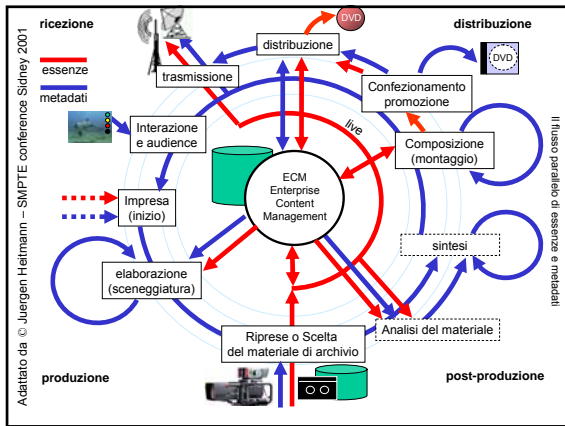 ricezione
distribuzione
DVD
essenze
metadati
distribuzione
trasmissione
DVD
Confezionamento
promozione
live
Interazione
e audience
Composizione
(montaggio)
ECM
Enterprise
Content
Management
Impresa
(inizio)
sintesi
elaborazione
(sceneggiatura)
Analisi del materiale
Riprese o Scelta
del materiale di archivio
produzione
post-produzione
Adattato da © Juergen Heitmann – SMPTE conference Sidney 2001
Il flusso parallelo di essenze e metadati